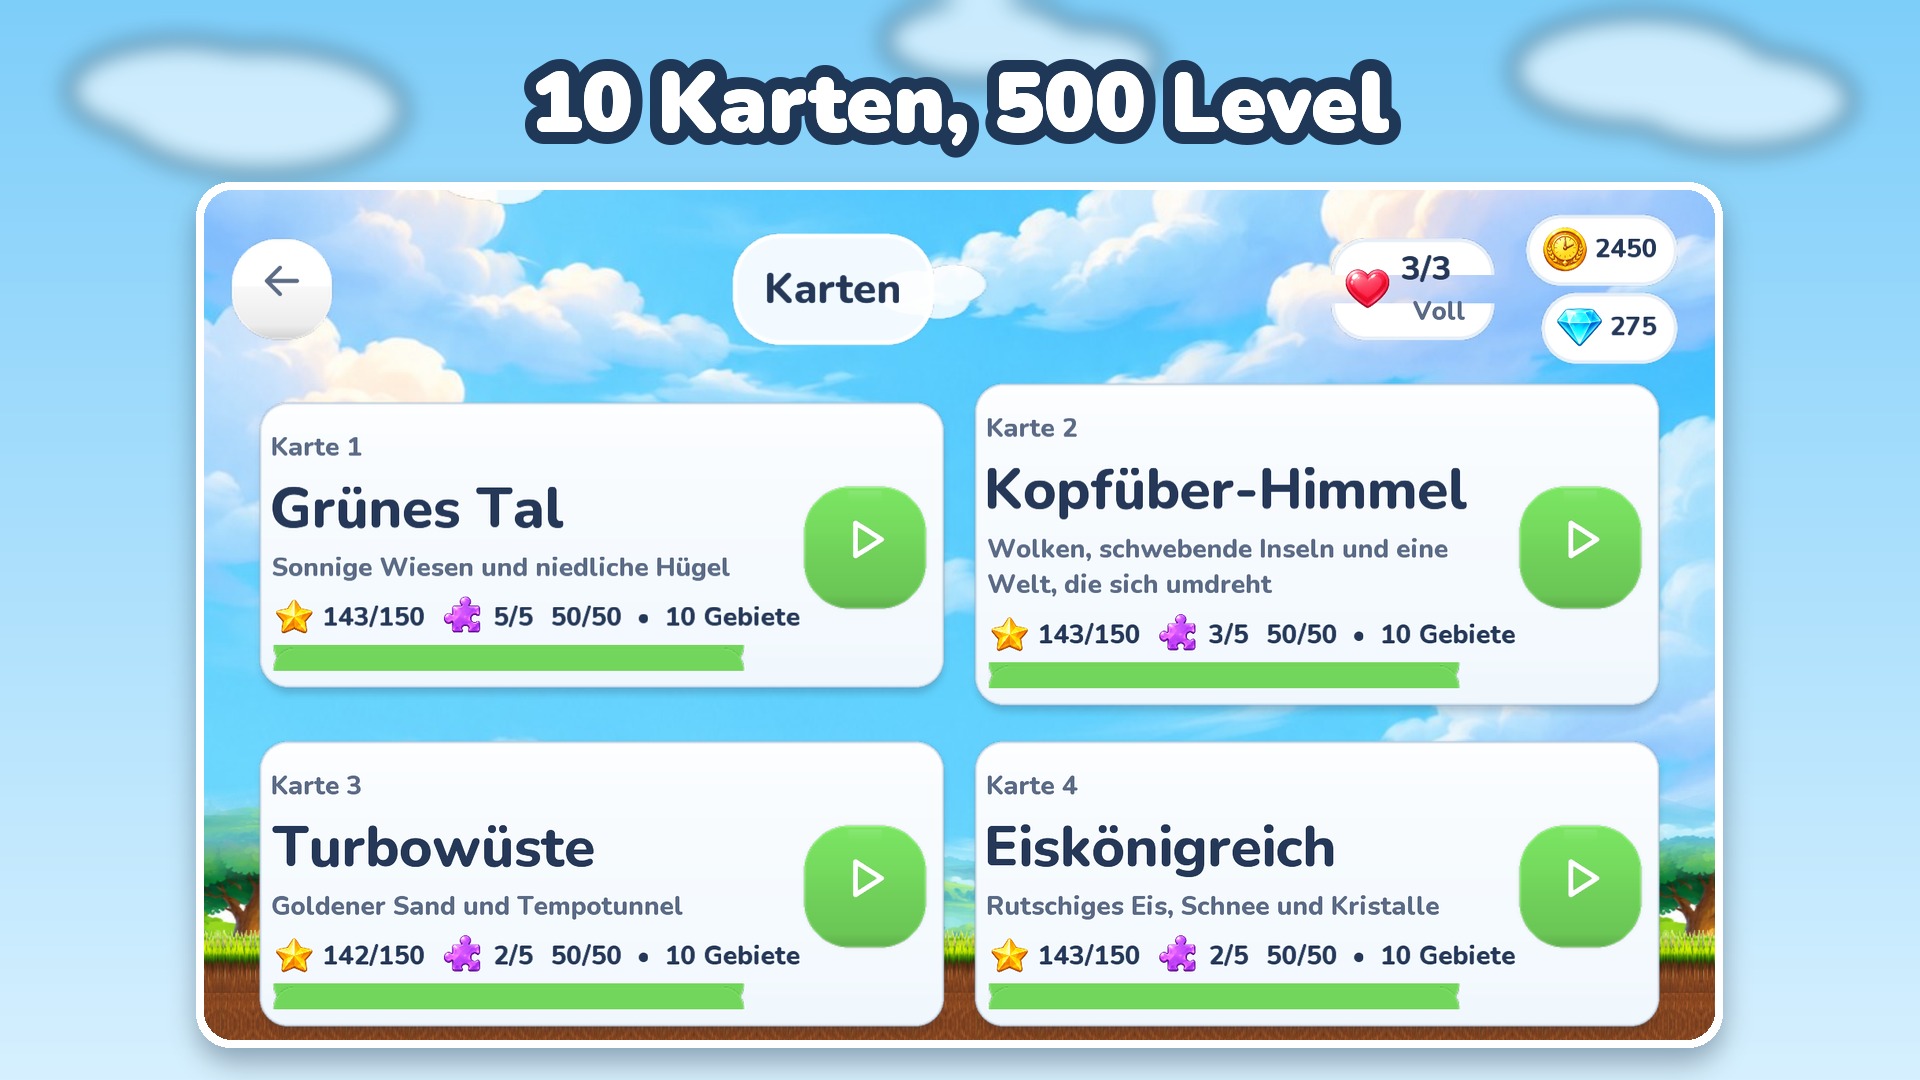 10 Karten, 500 Level
Karten
3/3
Voll
2450
275
Karte 1
Grünes Tal
Sonnige Wiesen und niedliche Hügel
143/150 5/5 50/50 • 10 Gebiete
Karte 2
Kopfüber-Himmel
Wolken, schwebende Inseln und eine
Welt, die sich umdreht
143/150 3/5 50/50 • 10 Gebiete
Karte 3
Turbowüste
Goldener Sand und Tempotunnel
142/150 2/5 50/50 • 10 Gebiete
Karte 4
Eiskönigreich
Rutschiges Eis, Schnee und Kristalle
143/150 2/5 50/50 • 10 Gebiete